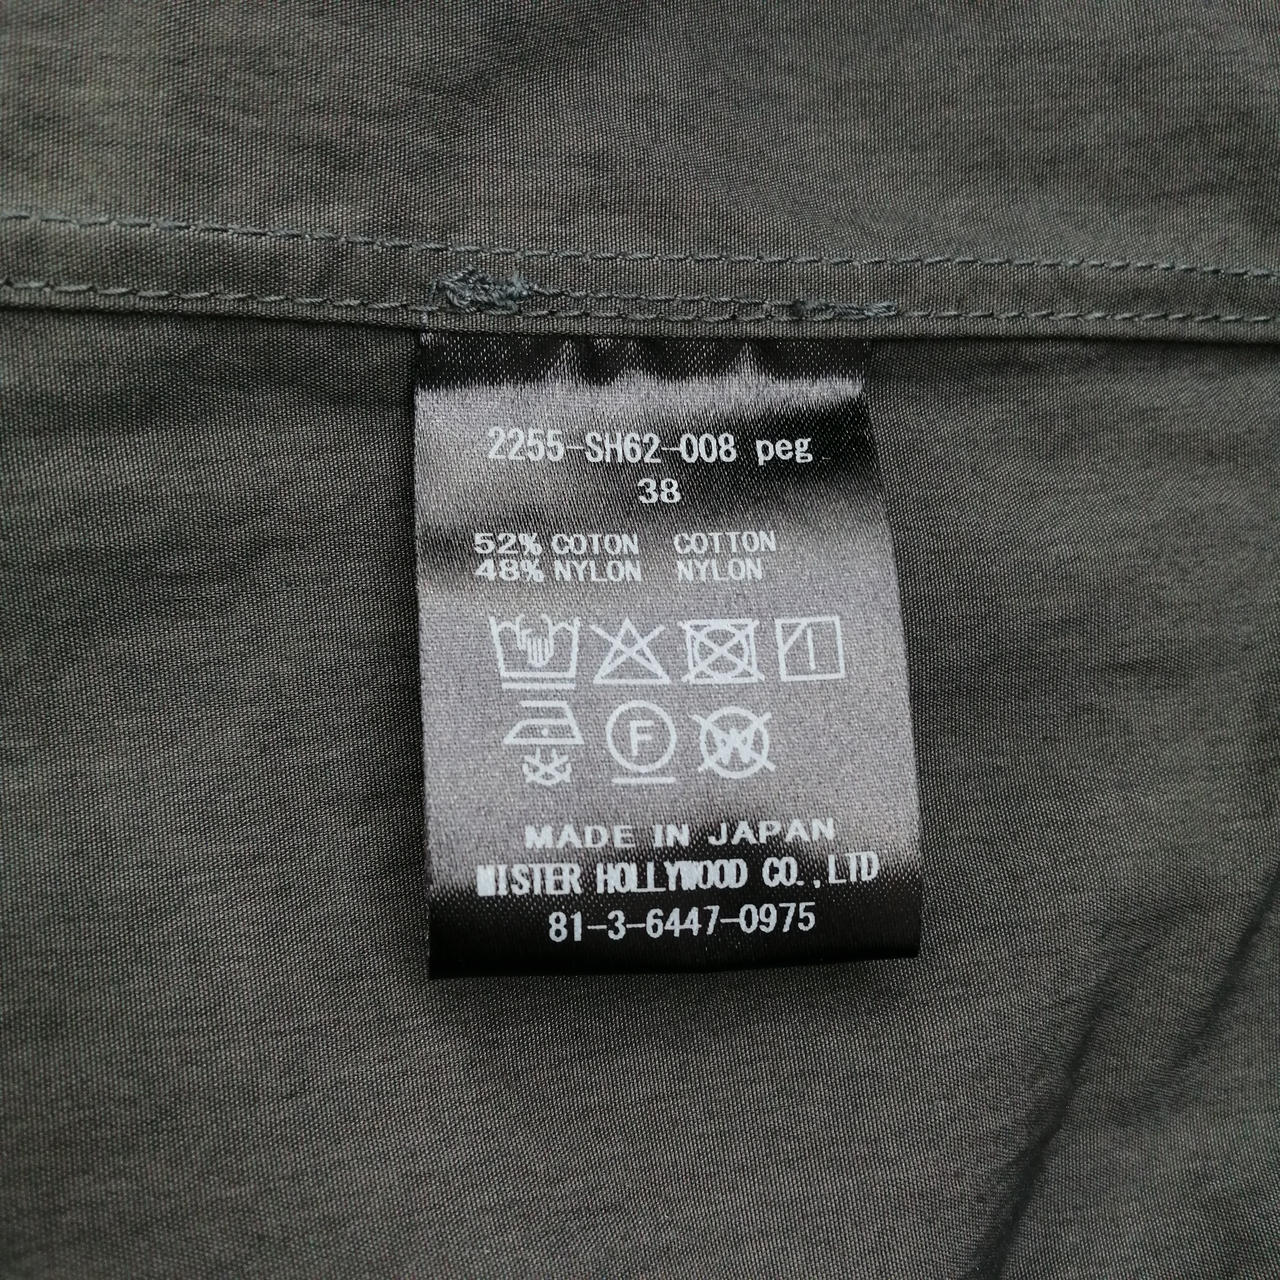 2255-SH62-008 peg
38
52% COTON COTTON
48% NYLON NYLON
F
W
MADE IN JAPAN
MISTER HOLLYWOOD CO.,LTD
81-3-6447-0975